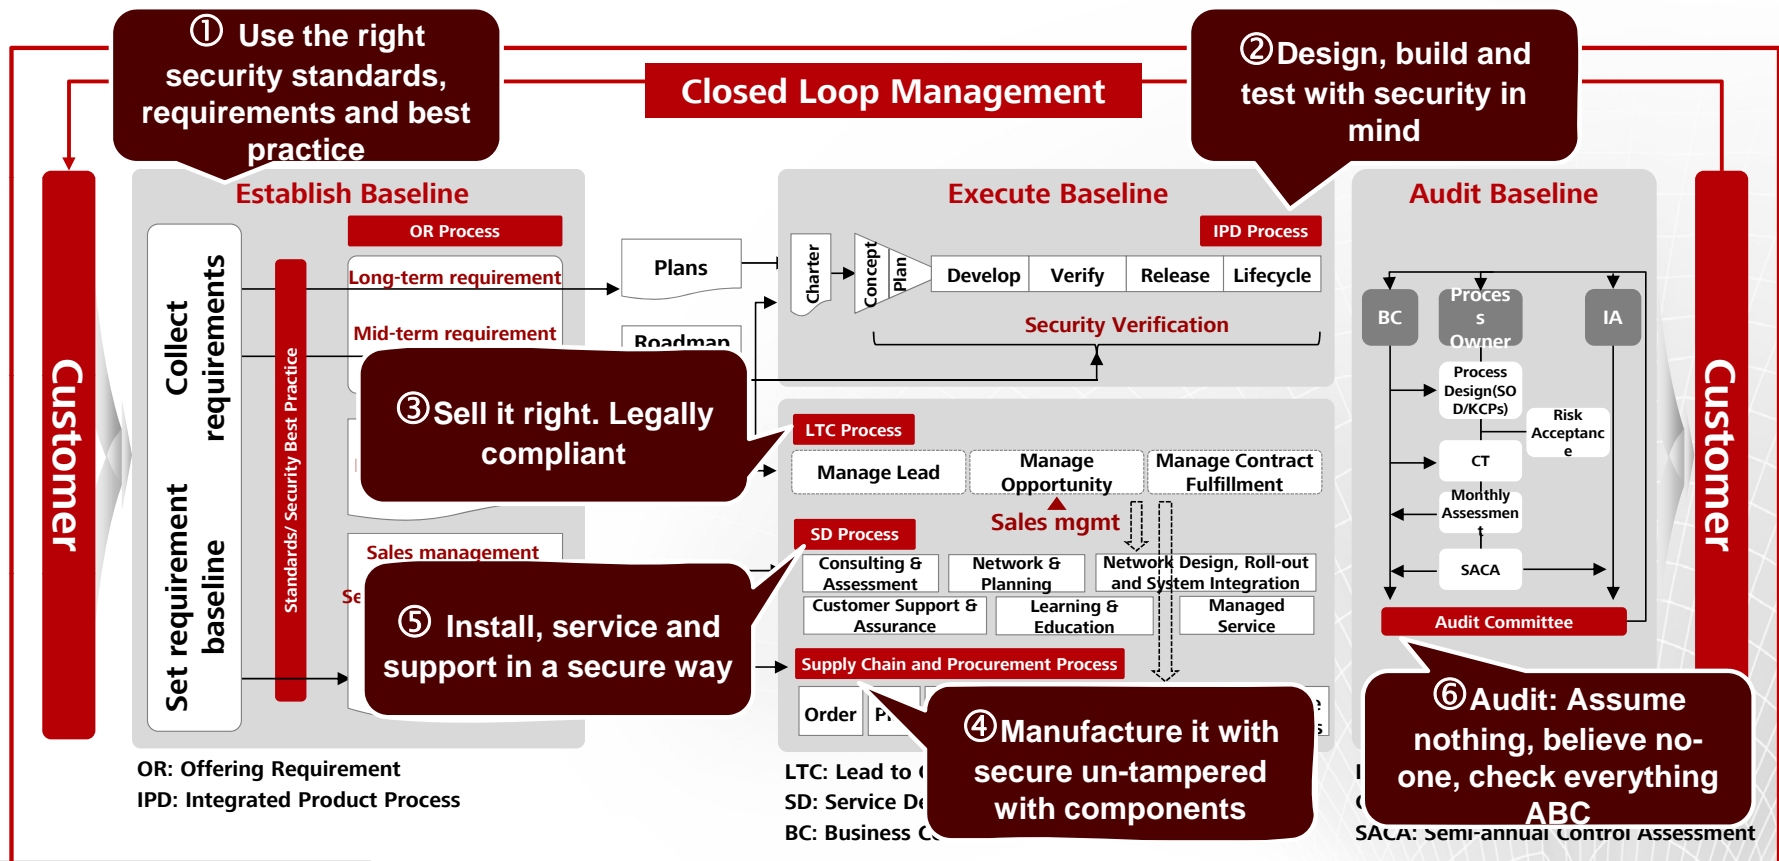 ① Use the right
security standards,
requirements and best
practice
②Design, build and
test with security in
mind
Closed Loop Management
Customer
Establish Baseline
Collect
requirements
Set requirement
baseline
Standards/ Security Best Practice
OR Process
Long-term requirement
Mid-term requirement
Sales management
Se
Plans
Roadmap
③Sell it right. Legally
compliant
⑤ Install, service and
support in a secure way
Execute Baseline
IPD Process
Charter
Concept
Plan
Develop
Verify
Release
Lifecycle
Security Verification
LTC Process
Manage Lead
Manage
Opportunity
Manage Contract
Fulfillment
Sales mgmt
SD Process
Consulting &
Assessment
Network &
Planning
Network Design, Roll-out
and System Integration
Customer Support &
Assurance
Learning &
Education
Managed
Service
Supply Chain and Procurement Process
Order
④Manufacture it with
secure un-tampered
with components
Audit Baseline
BC
Proces
s
Owner
IA
Process
Design(SO
D/KCPs)
Risk
Acceptanc
e
CT
Monthly
Assessmen
t
SACA
Audit Committee
⑥Audit: Assume
nothing, believe no-
one, check everything
ABC
Customer
OR: Offering Requirement
IPD: Integrated Product Process
LTC: Lead to
SD: Service
BC: Business
SACA: Semi-annual Control Assessment